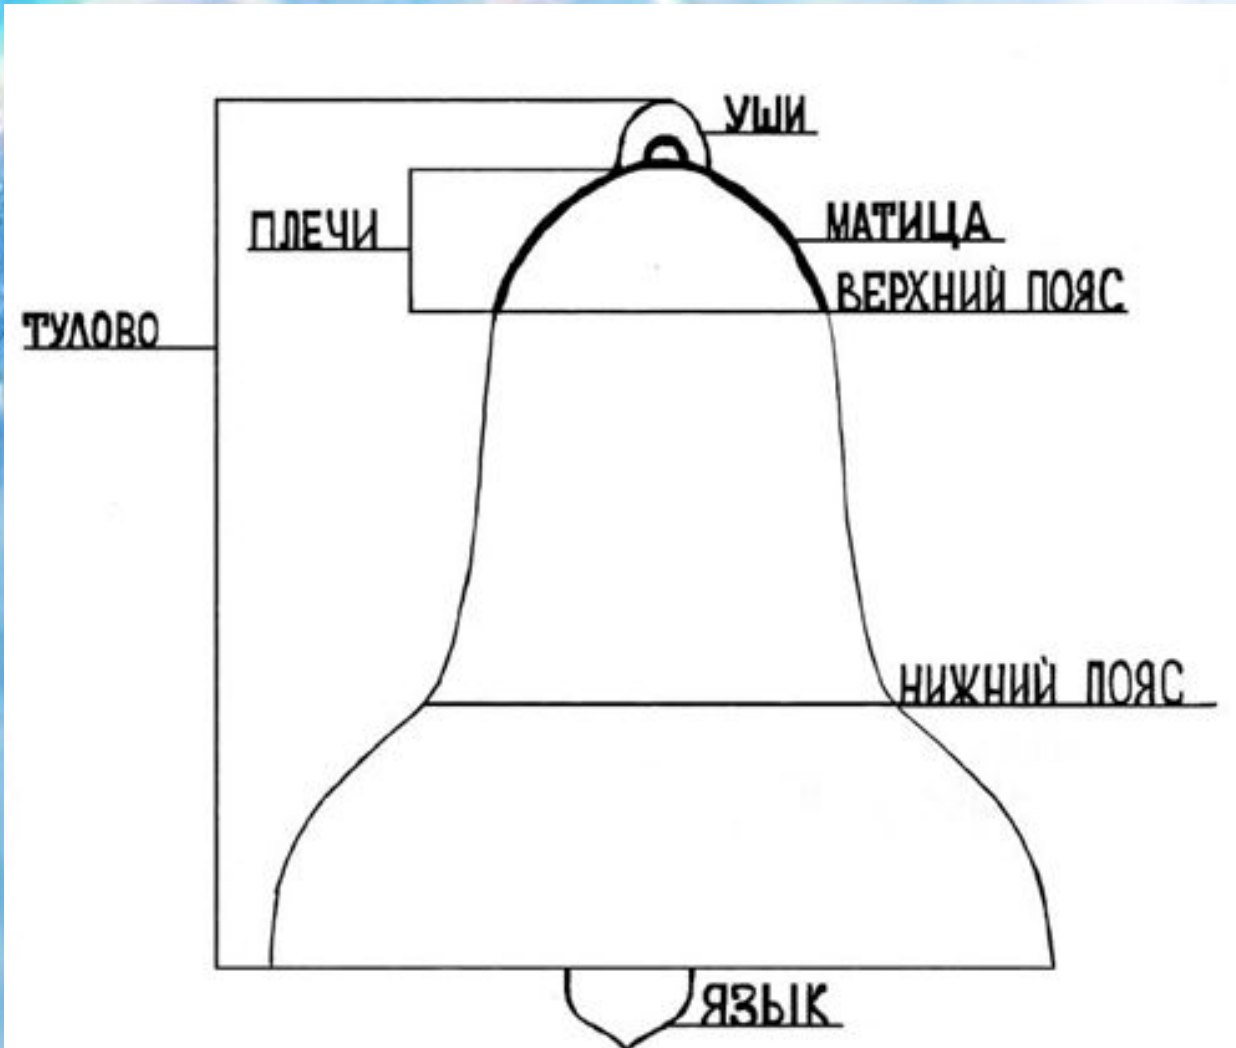 УШИ
ПЛЕЧИ
МАТИЦА
ВЕРХНИЙ ПОЯС
ТУЛОВО
НИЖНИЙ ПОЯС
ЯЗЫК